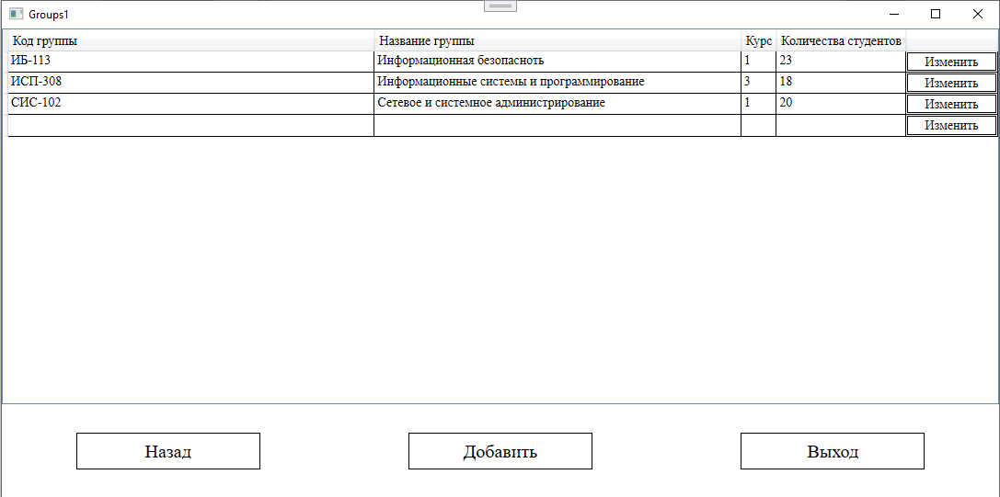 Groups1
Код группы Название группы Курс Количества студентов
ИБ-113 Информационная безопасноть 1 23 Изменить
ИСП-308 Информационные системы и программирование 3 18 Изменить
СИС-102 Сетевое и системное администрирование 1 20 Изменить
Изменить
Назад Добавить Выход